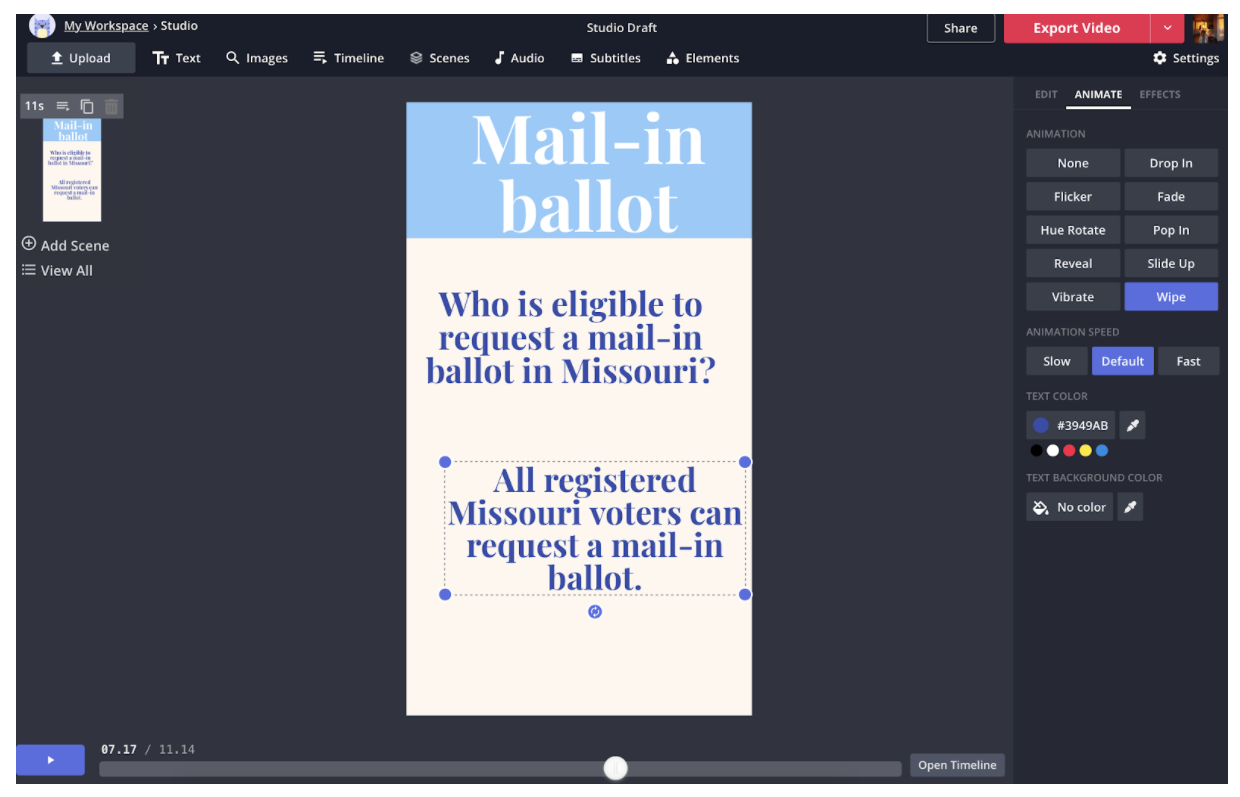 My Workspace › Studio
Studio Draft
Share
Export Video
Upload
Text
Images
Timeline
Scenes
Audio
Subtitles
Elements
Settings
11s
Mail-in
ballot
Who is eligible to
request a mail-in
ballot in Missouri?
All registered
Missouri voters can
request a mail-in
ballot.
Add Scene
View All
Mail-in
ballot
Who is eligible to
request a mail-in
ballot in Missouri?
All registered
Missouri voters can
request a mail-in
ballot.
EDIT ANIMATE EFFECTS
ANIMATION
None Drop In
Flicker Fade
Hue Rotate Pop In
Reveal Slide Up
Vibrate Wipe
ANIMATION SPEED
Slow Default Fast
TEXT COLOR
#3949AB
TEXT BACKGROUND COLOR
No color
07.17 / 11.14
Open Timeline